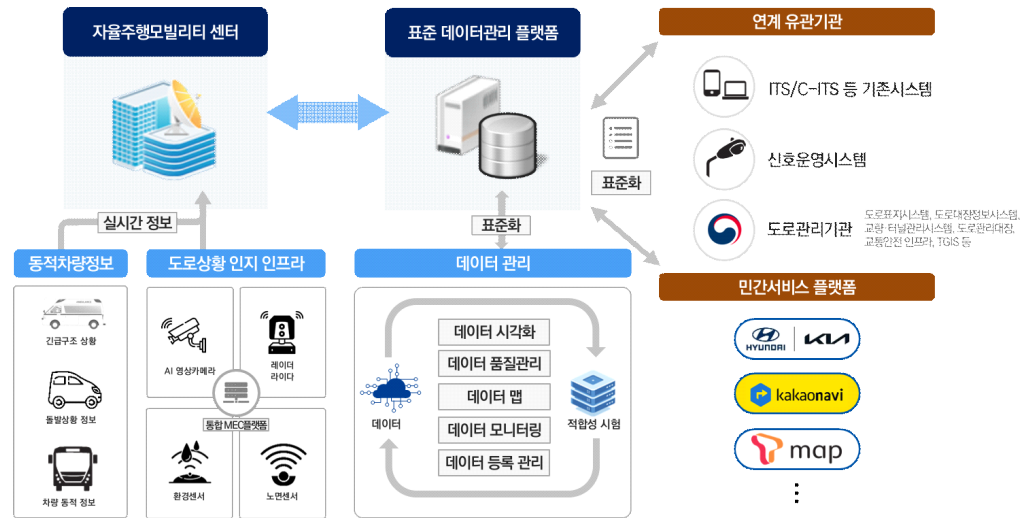 자율주행모빌리티 센터
표준 데이터관리 플랫폼
연계 유관기관
ITS/C-ITS 등 기존시스템
신호운영시스템
표준화
도로관리기관
도로표지시스템, 도로대장정보시스템,
교량·터널관리시스템, 도로관리대장,
교통안전 인프라, TGIS 등
실시간 정보
표준화
동적차량정보
도로상황 인지 인프라
데이터 관리
민간서비스 플랫폼
긴급구조 상황
돌발상황 정보
차량 동적 정보
AI 영상카메라
레이더
라이다
통합 MEC플랫폼
환경센서
노면센서
데이터 시각화
데이터 품질관리
데이터 맵
데이터 모니터링
데이터 등록 관리
데이터
적합성 시험
HYUNDAI
KIA
kakaonavi
T map